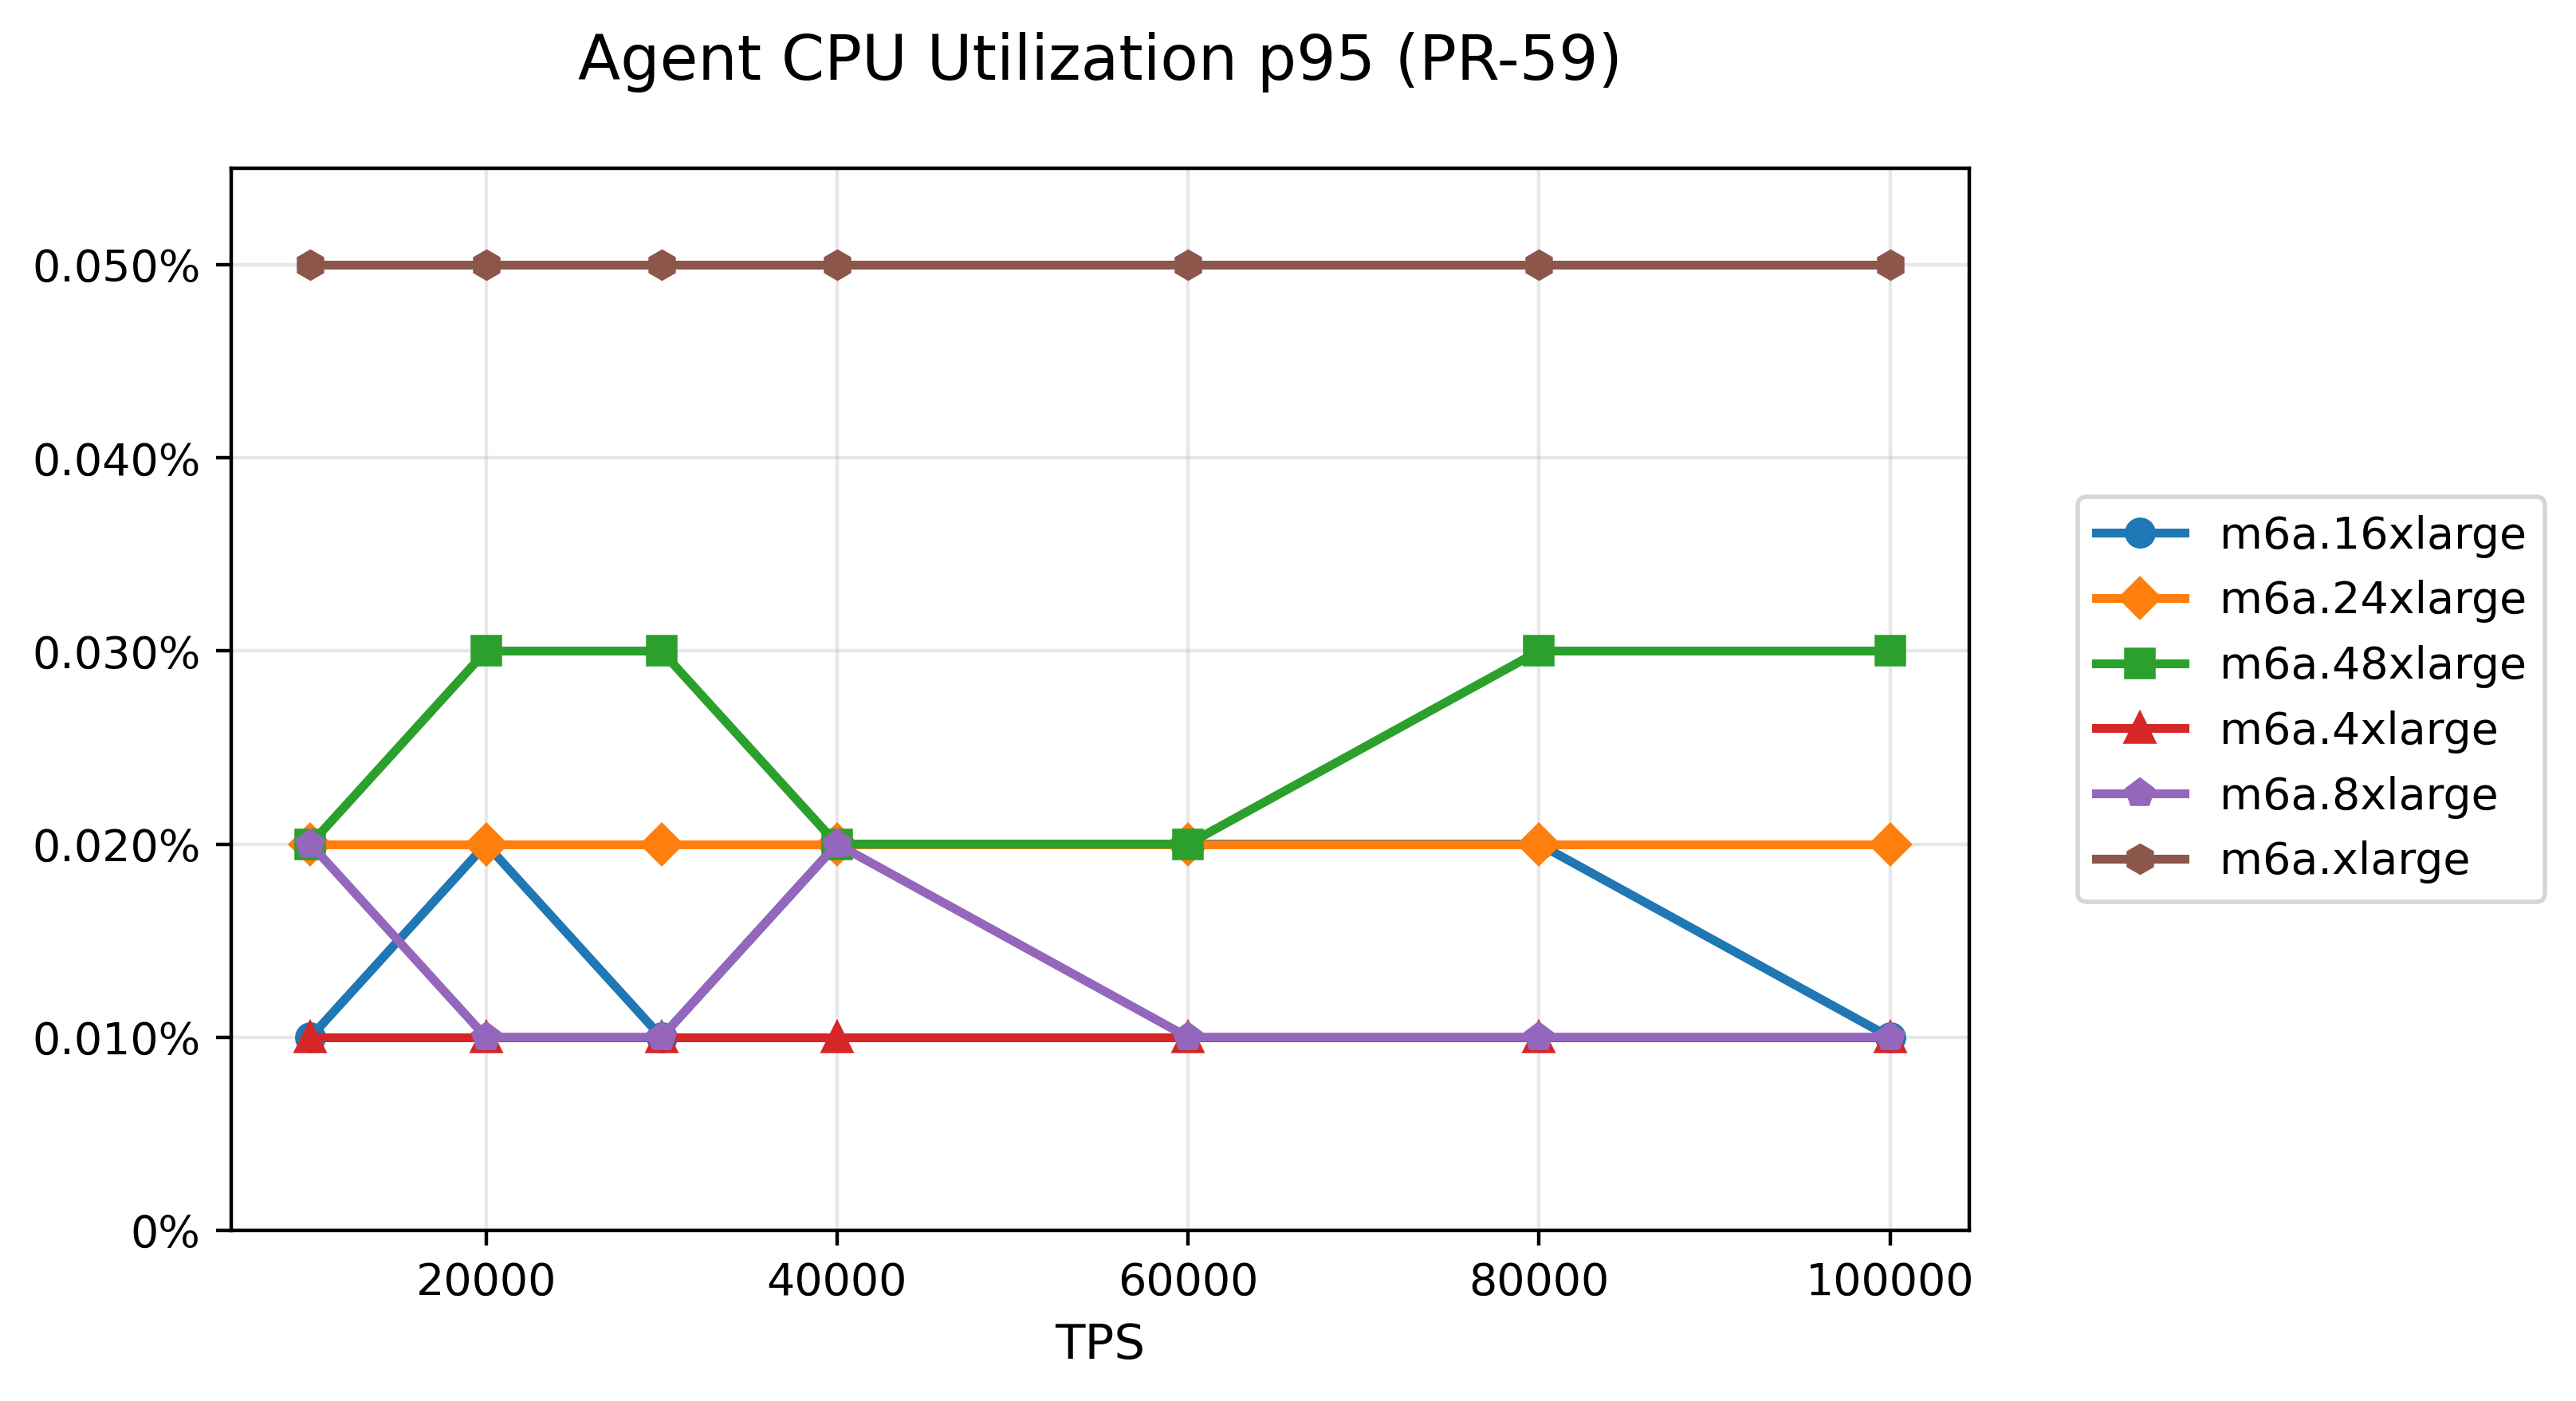 Agent CPU Utilization p95 (PR-59)
0.050%
0.040%
0.030%
0.020%
0.010%
0%
20000
40000
60000
80000
100000
TPS
m6a.16xlarge
m6a.24xlarge
m6a.48xlarge
m6a.4xlarge
m6a.8xlarge
m6a.xlarge